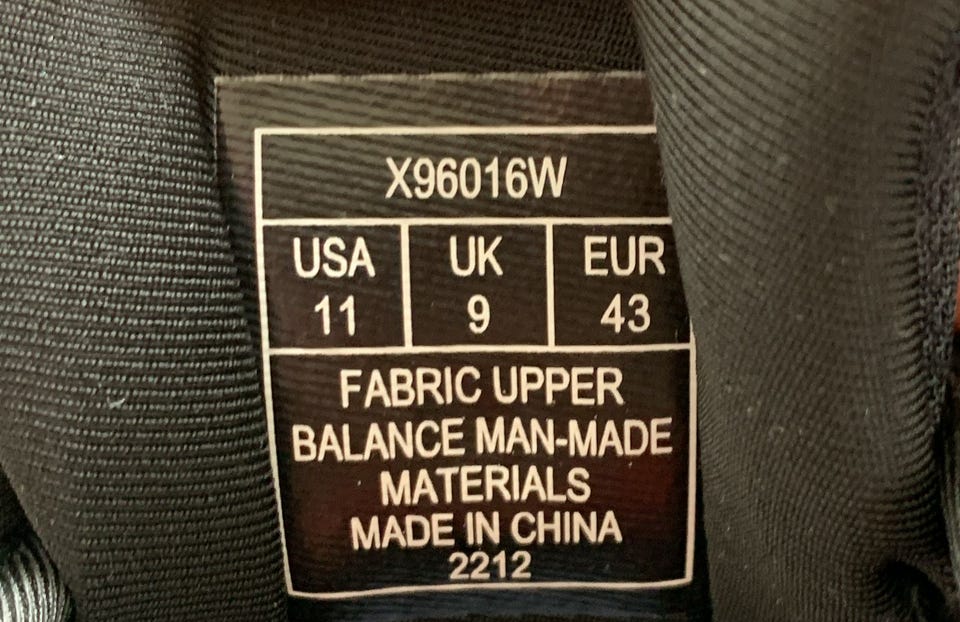 X96016W
USA UK EUR
11 9 43
FABRIC UPPER
BALANCE MAN-MADE
MATERIALS
MADE IN CHINA
2212